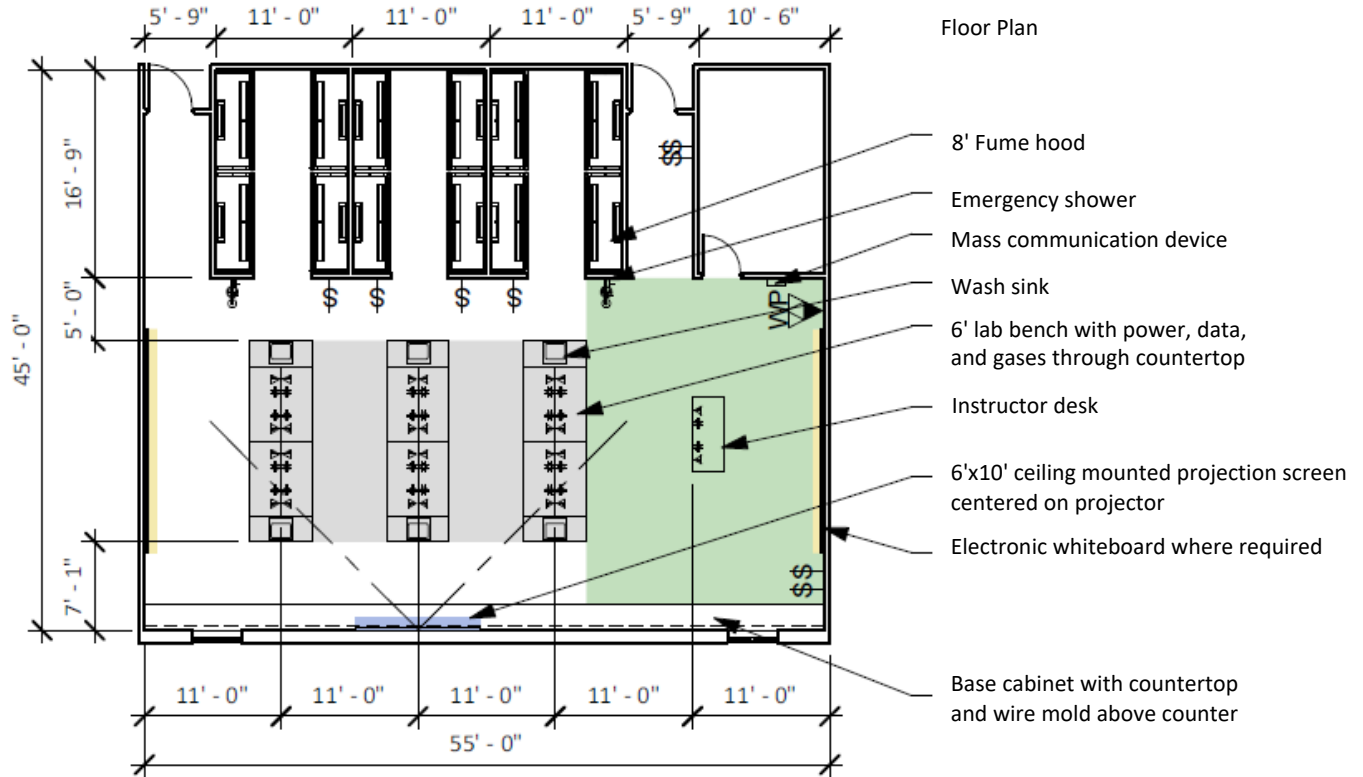 5' - 9" 11' - 0" 11' - 0" 11' - 0" 5' - 9" 10' - 6"
Floor Plan
45' - 0"
16' - 9"
5' - 0"
7' - 1"
$$
$ $ $ $
WP
$$
8' Fume hood
Emergency shower
Mass communication device
Wash sink
6' lab bench with power, data,
and gases through countertop
Instructor desk
6'x10' ceiling mounted projection screen
centered on projector
Electronic whiteboard where required
Base cabinet with countertop
and wire mold above counter
11' - 0" 11' - 0" 11' - 0" 11' - 0" 11' - 0"
55' - 0"